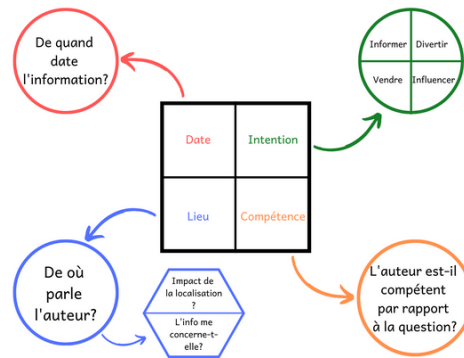 De quand
date
l'information?
Informer
Divertir
Vendre
Influencer
Date
Intention
Lieu
Compétence
De où
parle
l'auteur?
Impact de
la localisation
?
L'info me
concerne-t-
elle?
L'auteur est-il
compétent
par rapport
à la question?